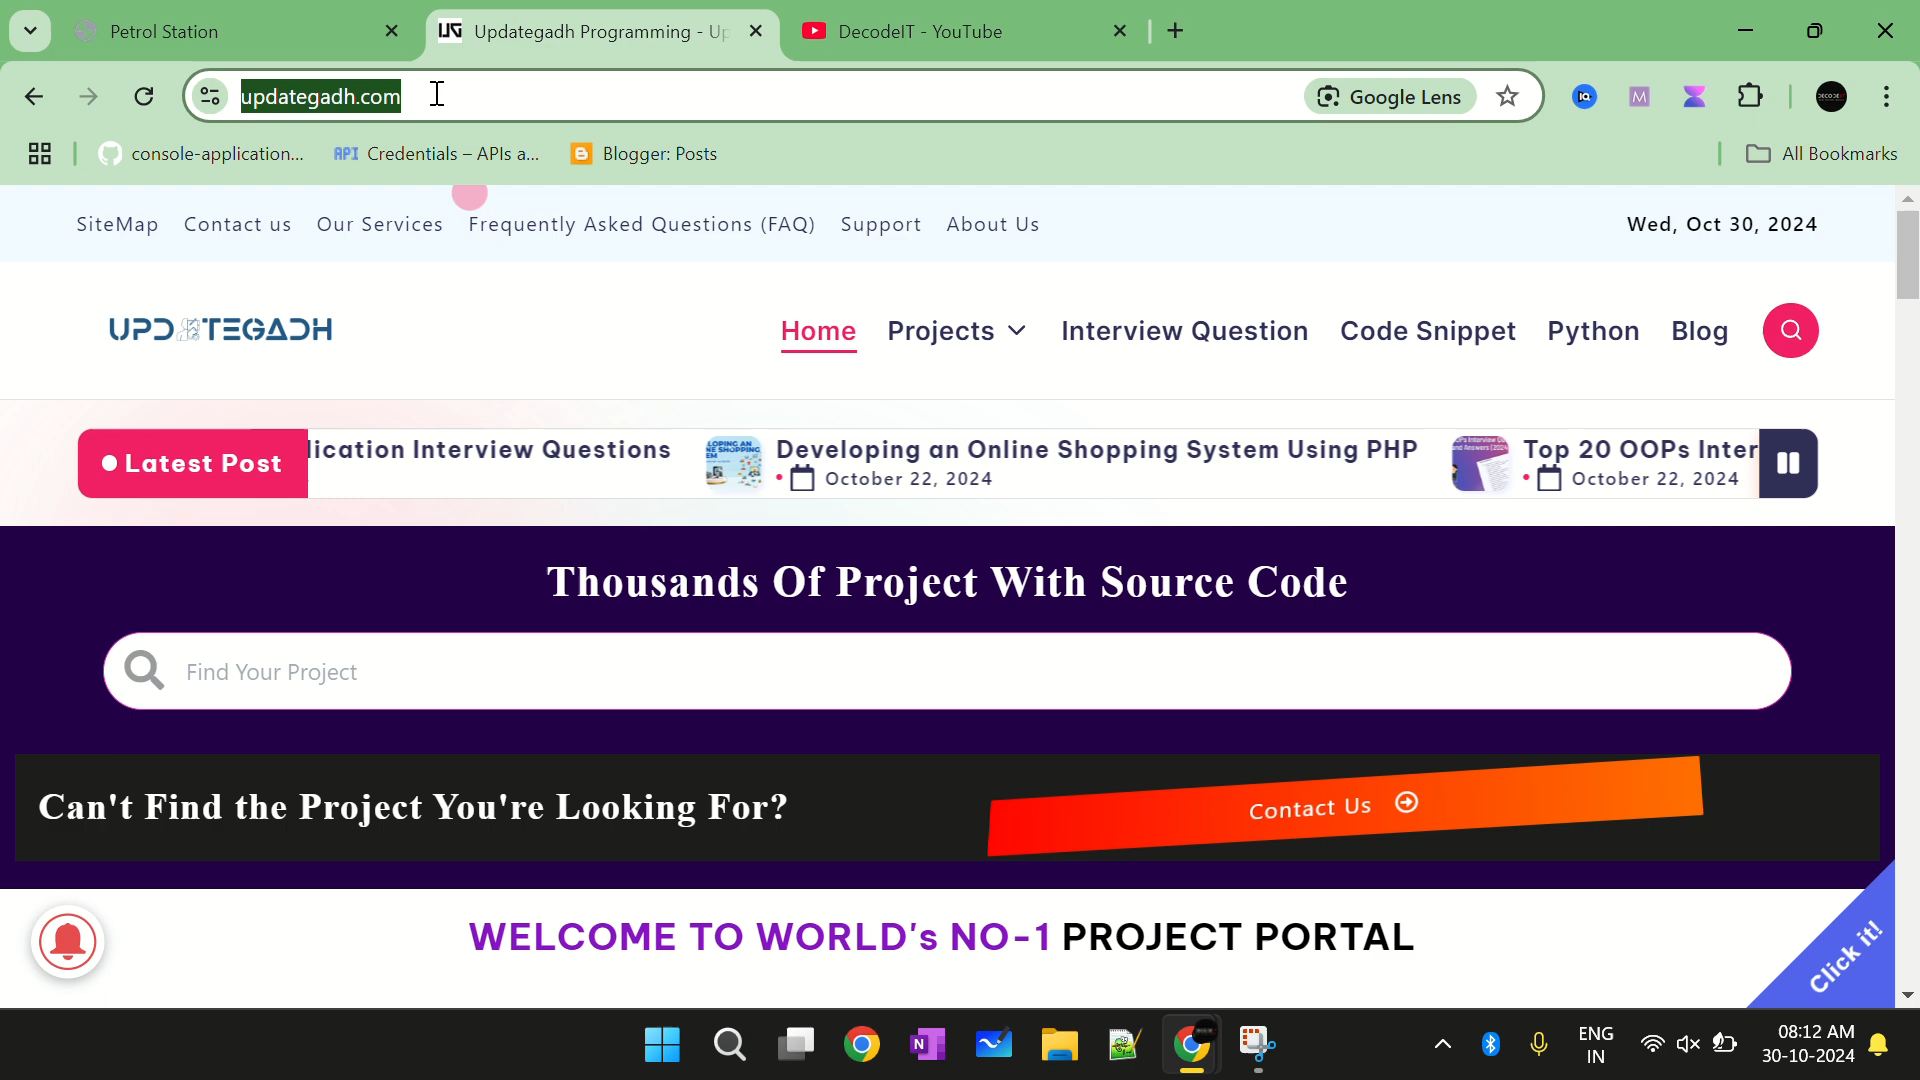 Petrol Station
Updategadh Programming - Up
DecodeIT - YouTube
updategadh.com
Google Lens
console-application...
API Credentials – APIs a...
Blogger: Posts
All Bookmarks
SiteMap Contact us Our Services Frequently Asked Questions (FAQ) Support About Us
Wed, Oct 30, 2024
UPDATEGADH
Home Projects Interview Question Code Snippet Python Blog
Latest Post
lication Interview Questions
Developing an Online Shopping System Using PHP
October 22, 2024
Top 20 OOPs Inter
October 22, 2024
Thousands Of Project With Source Code
Find Your Project
Can't Find the Project You're Looking For?
Contact Us
WELCOME TO WORLD's NO-1 PROJECT PORTAL
Click it!
ENG
IN
08:12 AM
30-10-2024